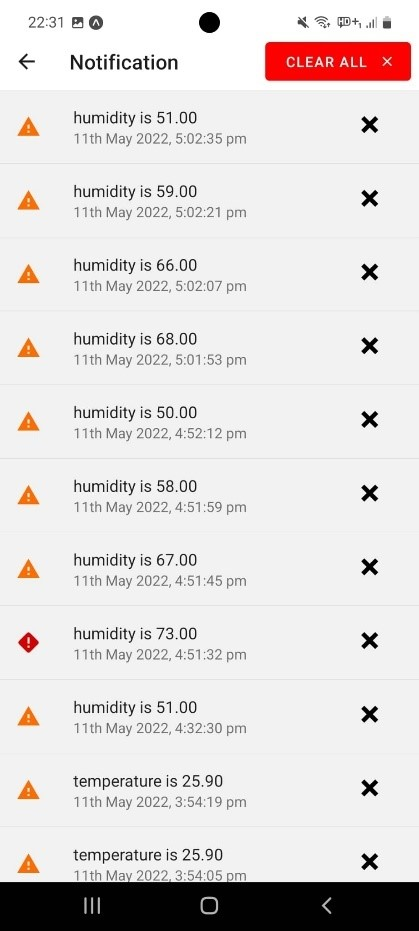 22:31
Notification
CLEAR ALL ×
humidity is 51.00
11th May 2022, 5:02:35 pm
humidity is 59.00
11th May 2022, 5:02:21 pm
humidity is 66.00
11th May 2022, 5:02:07 pm
humidity is 68.00
11th May 2022, 5:01:53 pm
humidity is 50.00
11th May 2022, 4:52:12 pm
humidity is 58.00
11th May 2022, 4:51:59 pm
humidity is 67.00
11th May 2022, 4:51:45 pm
humidity is 73.00
11th May 2022, 4:51:32 pm
humidity is 51.00
11th May 2022, 4:32:30 pm
temperature is 25.90
11th May 2022, 3:54:19 pm
temperature is 25.90
11th May 2022, 3:54:05 pm